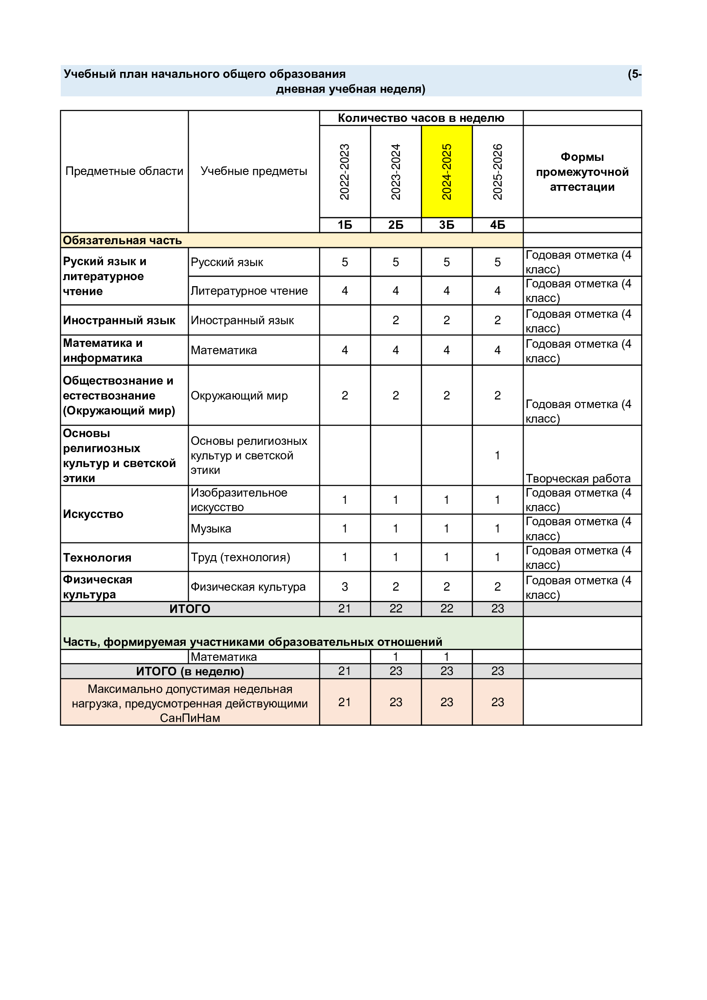 Учебный план начального общего образования (5-
дневная учебная неделя)
Предметные области
Учебные предметы
Количество часов в неделю
2022-2023
2023-2024
2024-2025
2025-2026
Формы
промежуточной
аттестации
1Б 2Б 3Б 4Б
Обязательная часть
Руский язык и
литературное
чтение
Русский язык 5 5 5 5
Годовая отметка (4
класс)
Литературное чтение 4 4 4 4
Годовая отметка (4
класс)
Иностранный язык
Иностранный язык 2 2 2
Годовая отметка (4
класс)
Математика и
информатика
Математика 4 4 4 4
Годовая отметка (4
класс)
Обществознание и
естествознание
(Окружающий мир)
Окружающий мир 2 2 2 2
Годовая отметка (4
класс)
Основы
религиозных
культур и светской
этики
Основы религиозных
культур и светской
этики
1
Творческая работа
Искусство
Изобразительное
искусство
1 1 1 1
Годовая отметка (4
класс)
Музыка 1 1 1 1
Годовая отметка (4
класс)
Технология
Труд (технология) 1 1 1 1
Годовая отметка (4
класс)
Физическая
культура
Физическая культура 3 2 2 2
Годовая отметка (4
класс)
ИТОГО 21 22 22 23
Часть, формируемая участниками образовательных отношений
Математика 1 1
ИТОГО (в неделю) 21 23 23 23
Максимально допустимая недельная
нагрузка, предусмотренная действующими
СанПиНам
21 23 23 23